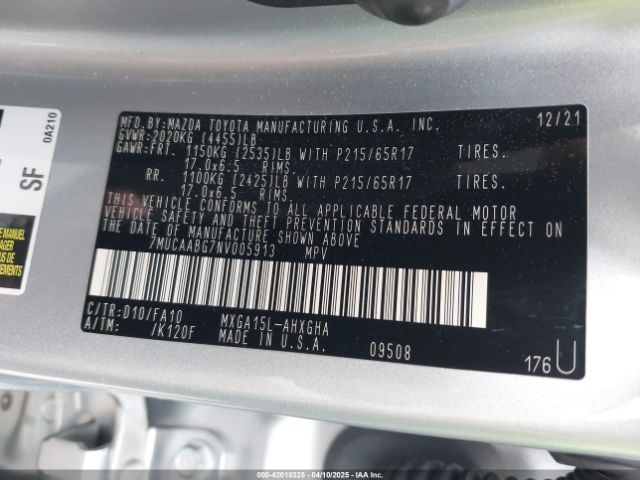 MFD.BY:MAZDA TOYOTA MANUFACTURING U.S.A. INC. 12/21
GVWR:2020KG (4455)LB
GAWR:FRT. 1150KG (2535)LB WITH P215/65R17 TIRES.
17.0x6.5 RIMS.
RR. 1100KG (2425)LB WITH P215/65R17 TIRES.
17.0x6.5 RIMS.
THIS VEHICLE CONFORMS TO ALL APPLICABLE FEDERAL MOTOR
VEHICLE SAFETY AND THEFT PREVENTION STANDARDS IN EFFECT ON
THE DATE OF MANUFACTURE SHOWN ABOVE
7MUCAABG7NV005913 MPV
C/TR:D10/FA10 MXGA15L-AHXGHA
A/TM: /K120F MADE IN U.S.A.
09508
176U
0A210
SF
000-42018325 - 04/10/2025 - IAA, Inc.